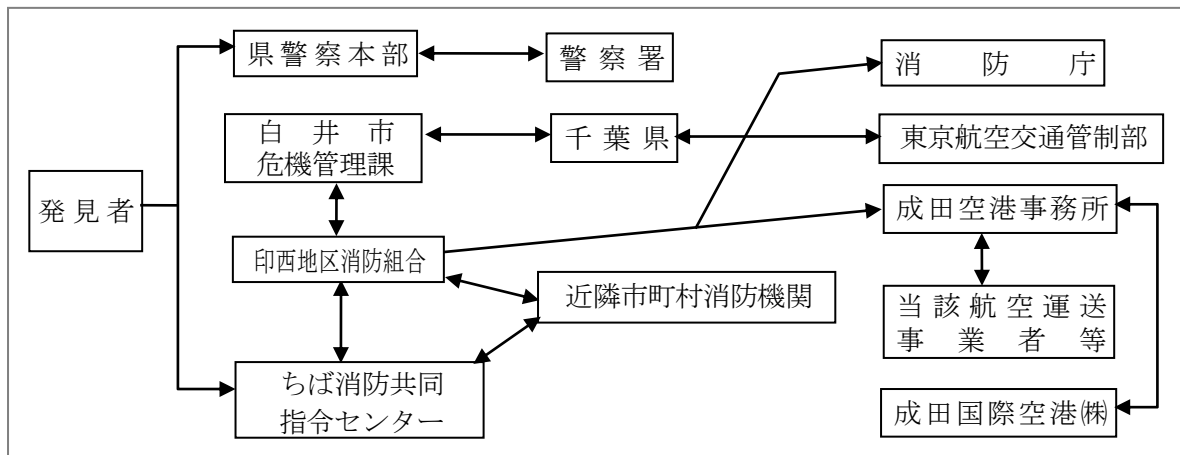 県警察本部
警察署
消防庁
白井市
危機管理課
千葉県
東京航空交通管制部
発見者
成田空港事務所
印西地区消防組合
近隣市町村消防機関
当該航空運送
事業者等
ちば消防共同
指令センター
成田国際空港㈱